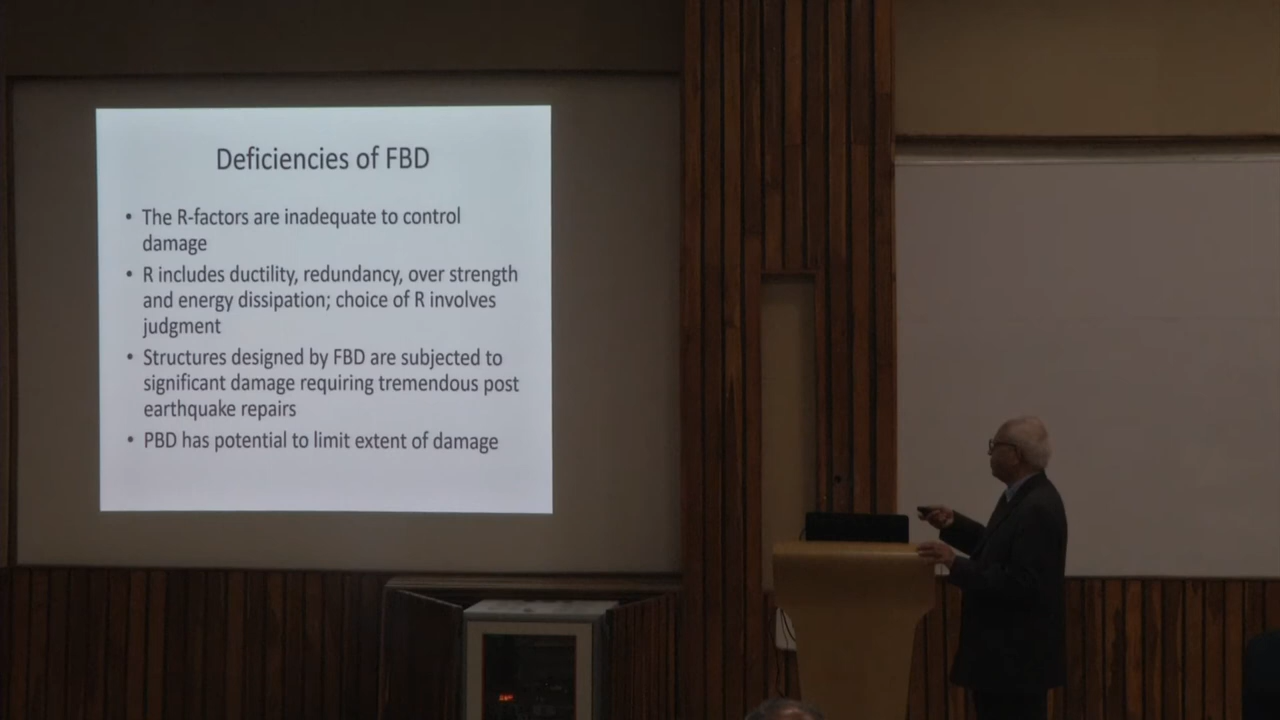 Deficiencies of FBD
• The R-factors are inadequate to control
damage
• R includes ductility, redundancy, over strength
and energy dissipation; choice of R involves
judgment
• Structures designed by FBD are subjected to
significant damage requiring tremendous post
earthquake repairs
• PBD has potential to limit extent of damage